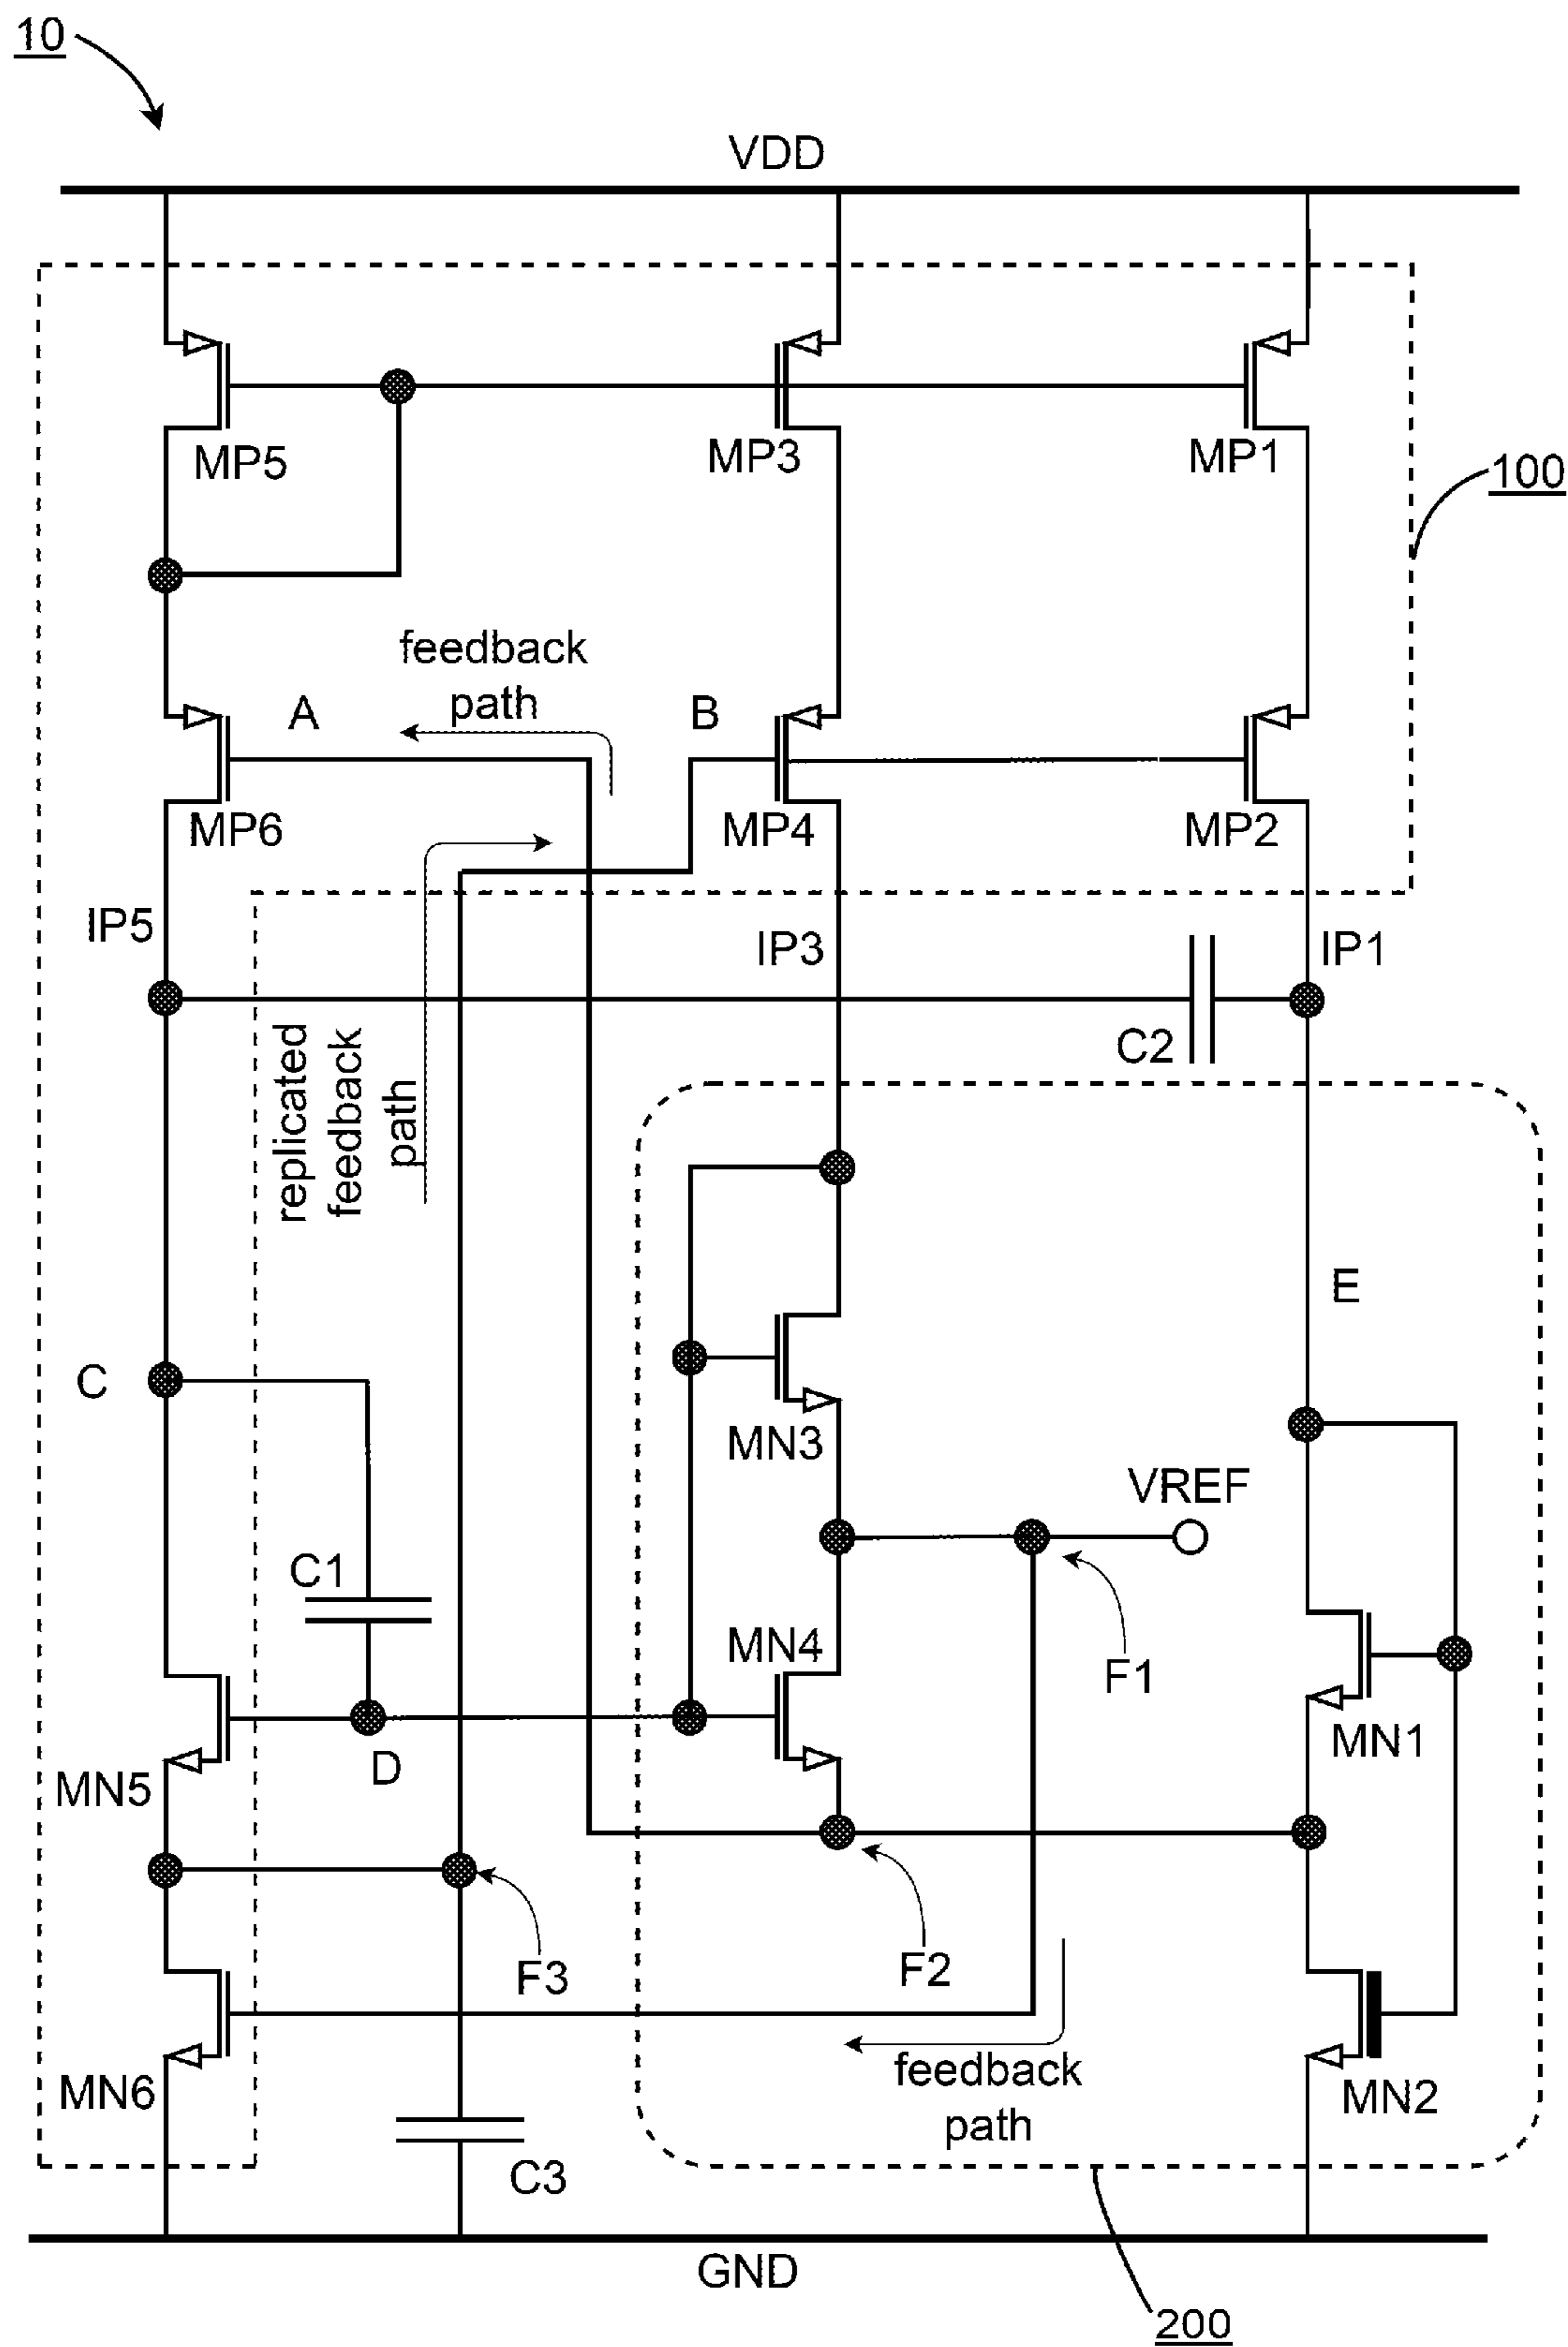 10
VDD
MP5
MP3
MP1
100
feedback
path
A
B
MP6
MP4
MP2
IP5
IP3
IP1
C2
replicated
feedback
path
E
C
MN3
VREF
C1
MN4
F1
MN1
D
MN5
F3
F2
feedback
path
MN6
MN2
C3
GND
200